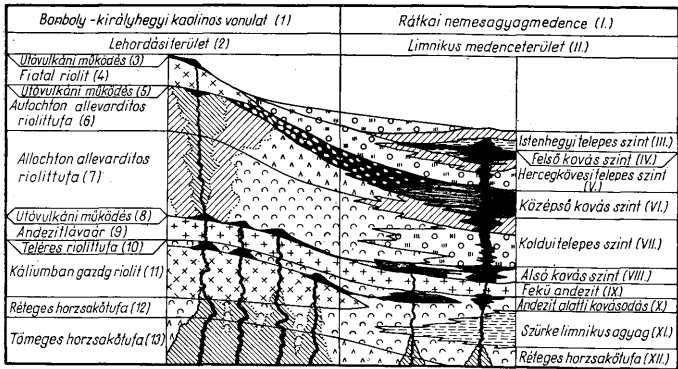 Bomboly-királyhegyi kaolinos vonulat (1)
Rátkai nemesagyagmedence (I.)
Lehordási terület (2)
Limnikus medenceterület (II.)
Utóvulkáni működés (3)
Fiatal riolit (4)
Utóvulkáni működés (5)
Autochton allevarditos
riolittufa (6)
Allochton allevarditos
riolittufa (7)
Utóvulkáni működés (8)
Andezitlávaár (9)
Teléres riolittufa (10)
Káliumban gazdg riolit (11)
Réteges horzsakőtufa (12)
Tömeges horzsakőtufa (13)
Istenhegyi telepes szint (III.)
Felső kovás szint (IV.)
Hercegkövesi telepes szint
(V.)
Középső kovás szint (VI.)
Koldui telepes szint (VII.)
Alsó kovás szint (VIII.)
Fekü andezit (IX.)
Andezit alatti kovásodás (X.)
Szürke limnikus agyag (XI.)
Réteges horzsakőtufa (XII.)